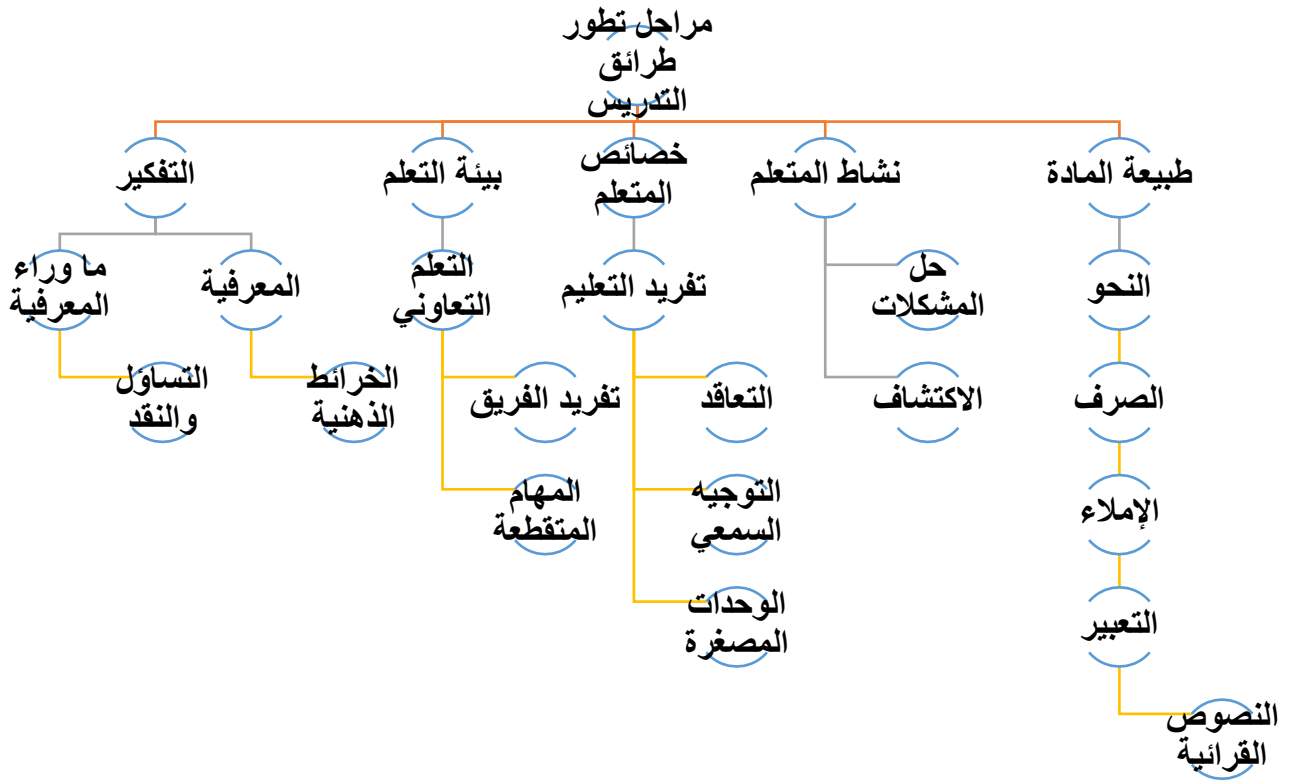 مراحل تطور
طرائق
التدريس
طبيعة المادة
نشاط المتعلم
خصائص
المتعلم
بيئة التعلم
التفكير
النحو
حل
المشكلات
تفريد التعليم
التعلم
التعاوني
المعرفية
ما وراء
المعرفية
الصرف
الاكتشاف
التعاقد
تفريد الفريق
الخرائط
الذهنية
التساؤل
والنقد
الإملاء
التوجيه
السمعي
المهام
المتقطعة
التعبير
الوحدات
المصغرة
النصوص
القرائية